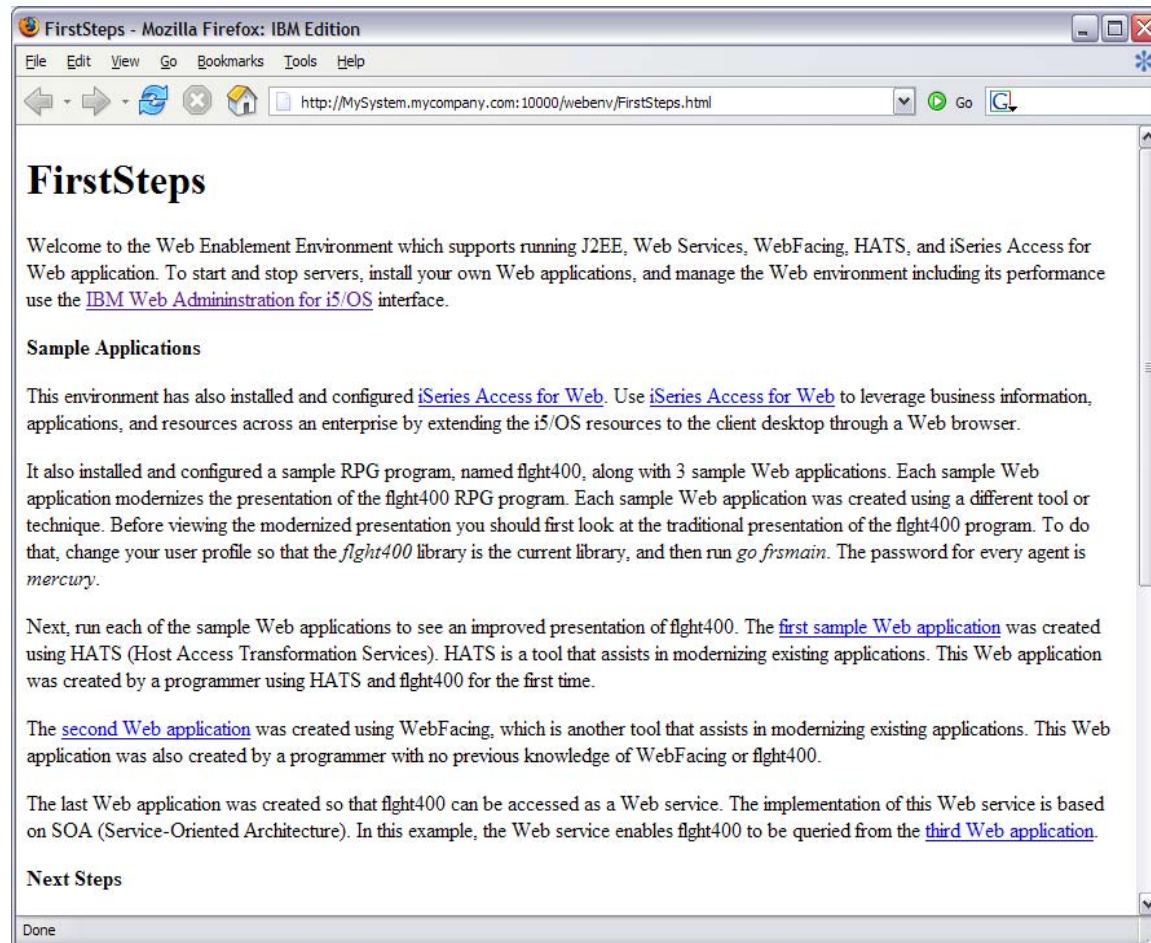 FirstSteps - Mozilla Firefox: IBM Edition
File Edit View Go Bookmarks Tools Help
http://MySystem.mycompany.com:10000/webenv/FirstSteps.html Go G
FirstSteps
Welcome to the Web Enablement Environment which supports running J2EE, Web Services, WebFacing, HATS, and iSeries Access for
Web application. To start and stop servers, install your own Web applications, and manage the Web environment including its performance
use the IBM Web Admininstration for i5/OS interface.
Sample Applications
This environment has also installed and configured iSeries Access for Web. Use iSeries Access for Web to leverage business information,
applications, and resources across an enterprise by extending the i5/OS resources to the client desktop through a Web browser.
It also installed and configured a sample RPG program, named flght400, along with 3 sample Web applications. Each sample Web
application modernizes the presentation of the flght400 RPG program. Each sample Web application was created using a different tool or
technique. Before viewing the modernized presentation you should first look at the traditional presentation of the flght400 program. To do
that, change your user profile so that the flght400 library is the current library, and then run go frsmain. The password for every agent is
mercury.
Next, run each of the sample Web applications to see an improved presentation of flght400. The first sample Web application was created
using HATS (Host Access Transformation Services). HATS is a tool that assists in modernizing existing applications. This Web application
was created by a programmer using HATS and flght400 for the first time.
The second Web application was created using WebFacing, which is another tool that assists in modernizing existing applications. This Web
application was also created by a programmer with no previous knowledge of WebFacing or flght400.
The last Web application was created so that flght400 can be accessed as a Web service. The implementation of this Web service is based
on SOA (Service-Oriented Architecture). In this example, the Web service enables flght400 to be queried from the third Web application.
Next Steps
Done